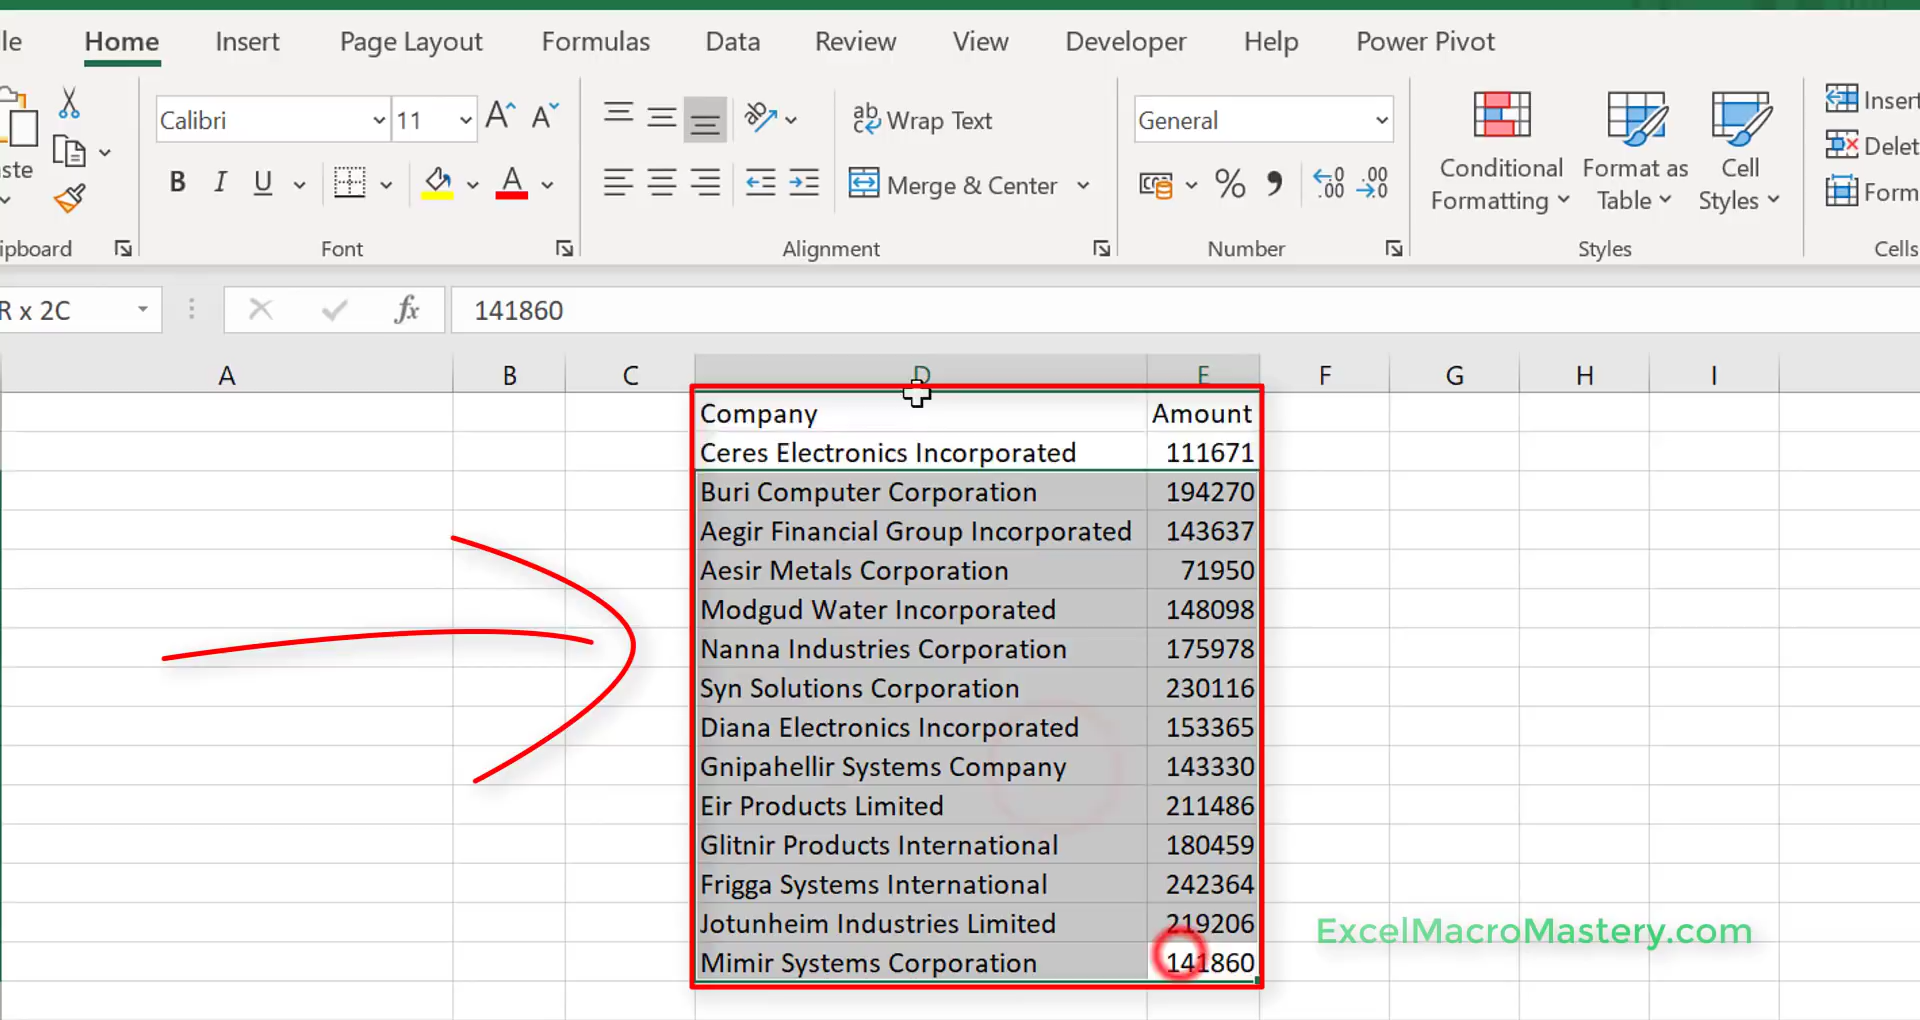 le Home Insert Page Layout Formulas Data Review View Developer Help Power Pivot
Calibri 11 Wrap Text General Insert
ste B I U Merge & Center % Conditional Formatting Format as Table Cell Styles Delet
Form
ipboard Font Alignment Number Styles Cells
R x 2C fx 141860
A B C D E F G H I
Company Amount
Ceres Electronics Incorporated 111671
Buri Computer Corporation 194270
Aegir Financial Group Incorporated 143637
Aesir Metals Corporation 71950
Modgud Water Incorporated 148098
Nanna Industries Corporation 175978
Syn Solutions Corporation 230116
Diana Electronics Incorporated 153365
Gnipahellir Systems Company 143330
Eir Products Limited 211486
Glitnir Products International 180459
Frigga Systems International 242364
Jotunheim Industries Limited 219206
ExcelMacroMastery.com
Mimir Systems Corporation 141860